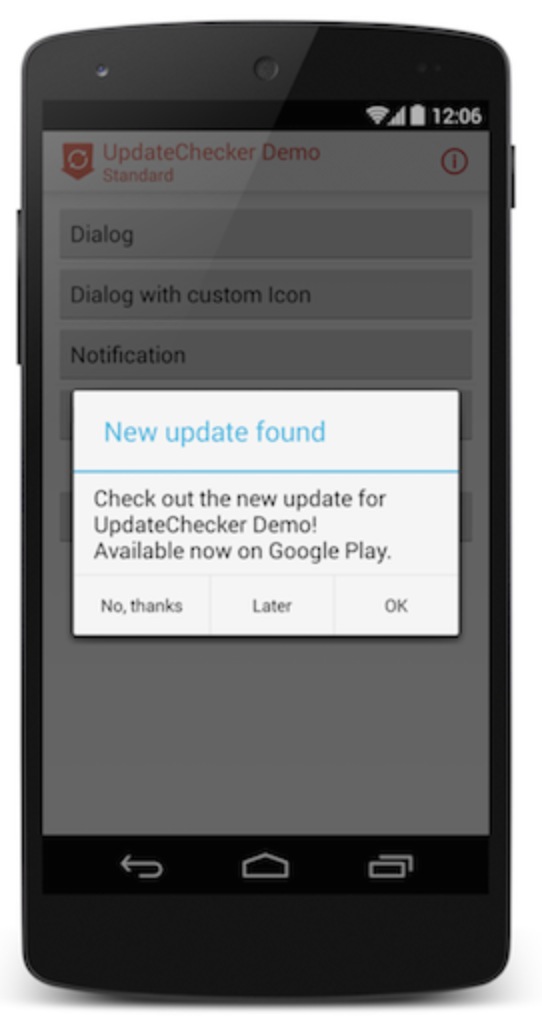 12:06
UpdateChecker Demo
Standard
Dialog
Dialog with custom Icon
Notification
New update found
Check out the new update for
UpdateChecker Demo!
Available now on Google Play.
No, thanks Later OK